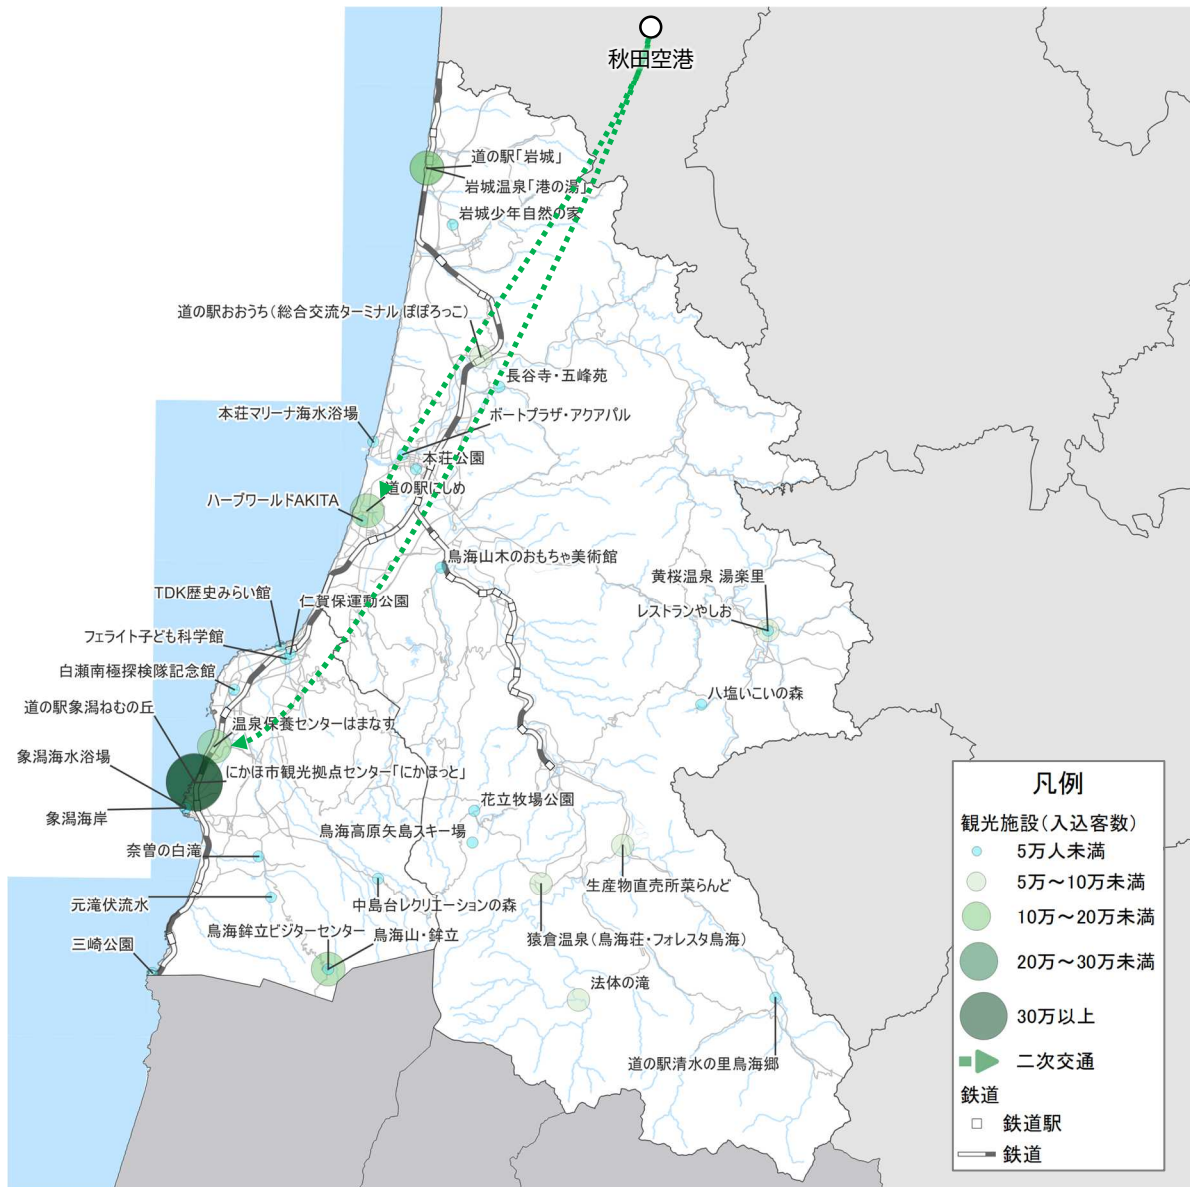 秋田空港
道の駅「岩城」
岩城温泉「港の湯」
岩城少年自然の家
道の駅おおうち(総合交流ターミナル ぽぽろっこ)
長谷寺・五峰苑
本荘マリーナ海水浴場
ボートプラザ・アクアパル
本荘公園
道の駅にしめ
ハーブワールドAKITA
鳥海山木のおもちゃ美術館
黄桜温泉 湯楽里
TDK歴史みらい館
仁賀保運動公園
レストランやしお
フェライト子ども科学館
白瀬南極探検隊記念館
八塩いこいの森
道の駅象潟ねむの丘
温泉保養センターはまなす
象潟海水浴場
にかほ市観光拠点センター「にかほっと」
象潟海岸
花立牧場公園
鳥海高原矢島スキー場
奈曽の白滝
生産物直売所菜らんど
元滝伏流水
中島台レクリエーションの森
鳥海鉾立ビジターセンター
鳥海山・鉾立
三崎公園
猿倉温泉(鳥海荘・フォレスタ鳥海)
法体の滝
道の駅清水の里鳥海郷
凡例
観光施設(入込客数)
5万人未満
5万～10万未満
10万～20万未満
20万～30万未満
30万以上
二次交通
鉄道
鉄道駅
鉄道